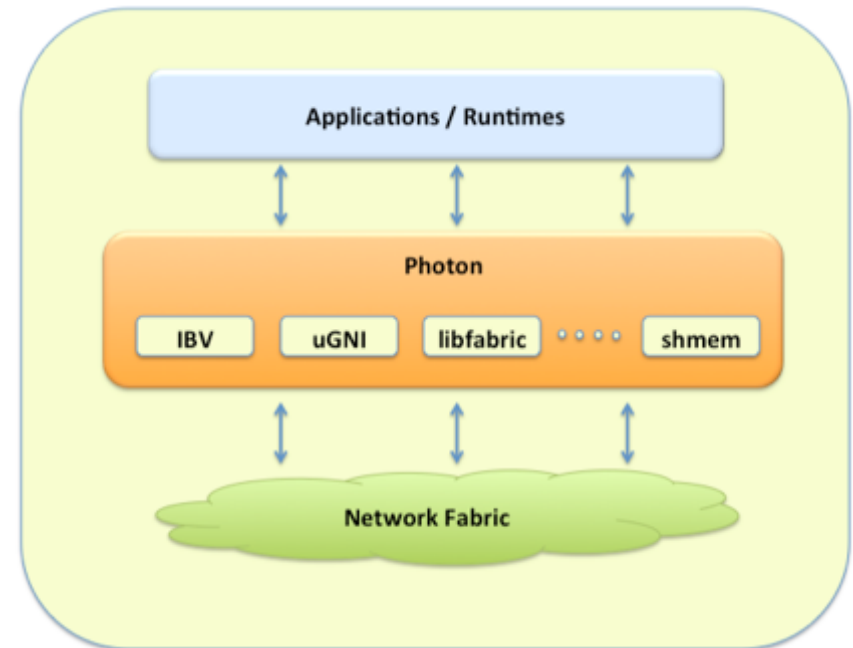 Applications / Runtimes
Photon
IBV uGNI libfabric shmem
Network Fabric